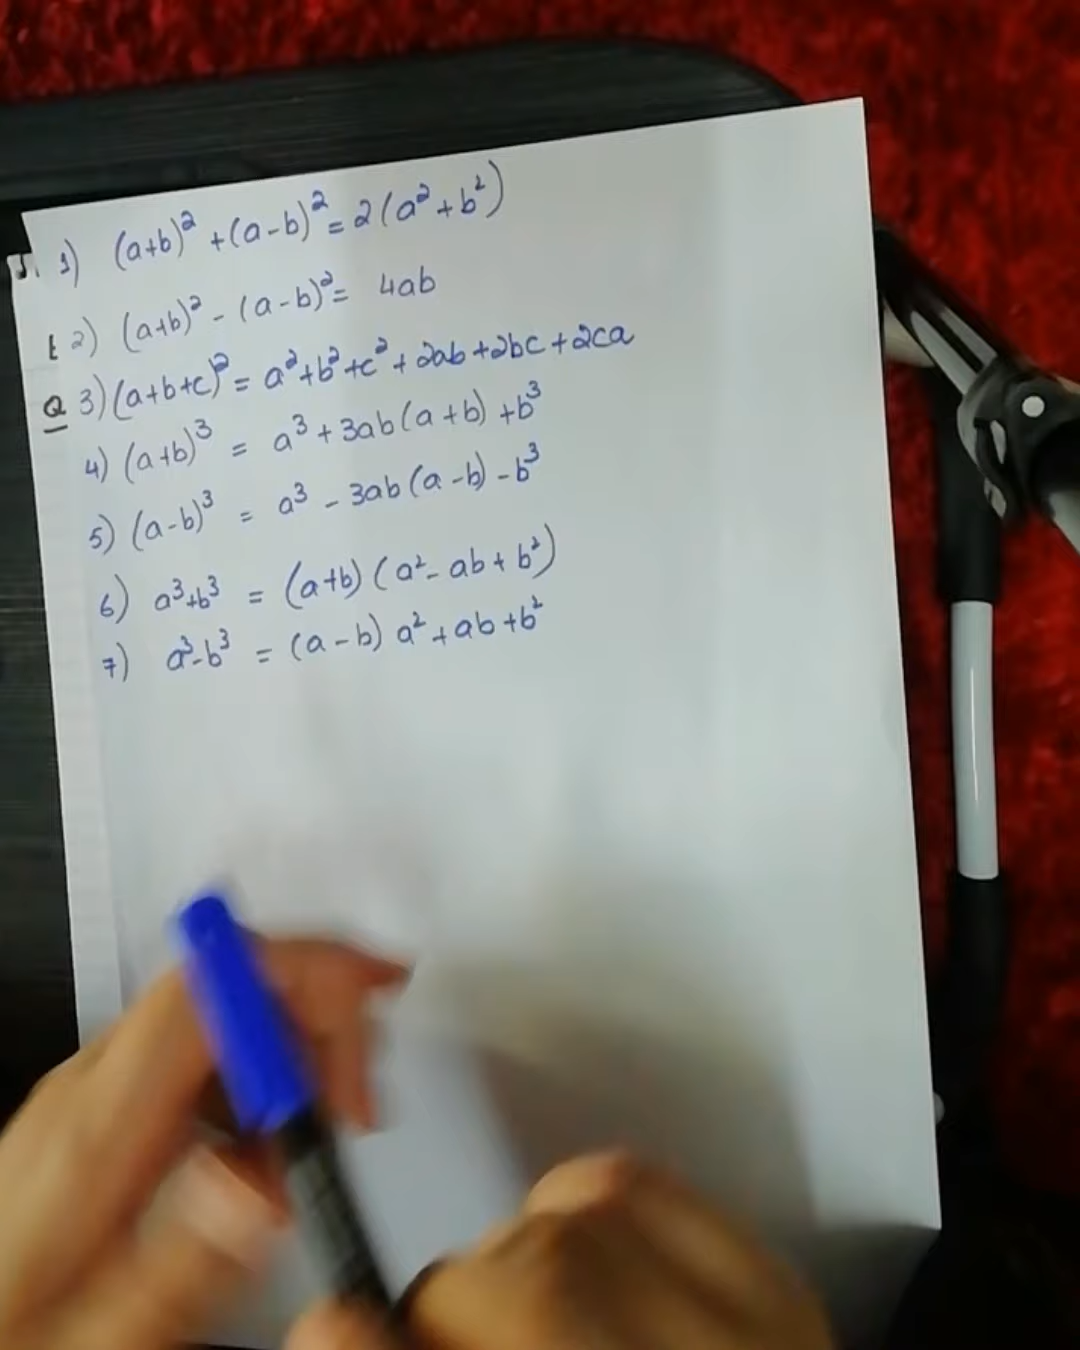 1) (a+b)² + (a-b)² = 2(a² + b²)
2) (a+b)² - (a-b)² = 4ab
Q 3) (a+b+c)² = a²+b²+c² + 2ab+2bc+2ca
4) (a+b)³ = a³ + 3ab(a+b) + b³
5) (a-b)³ = a³ - 3ab(a-b) - b³
6) a³+b³ = (a+b) (a² - ab + b²)
7) a³-b³ = (a-b) a² + ab + b²